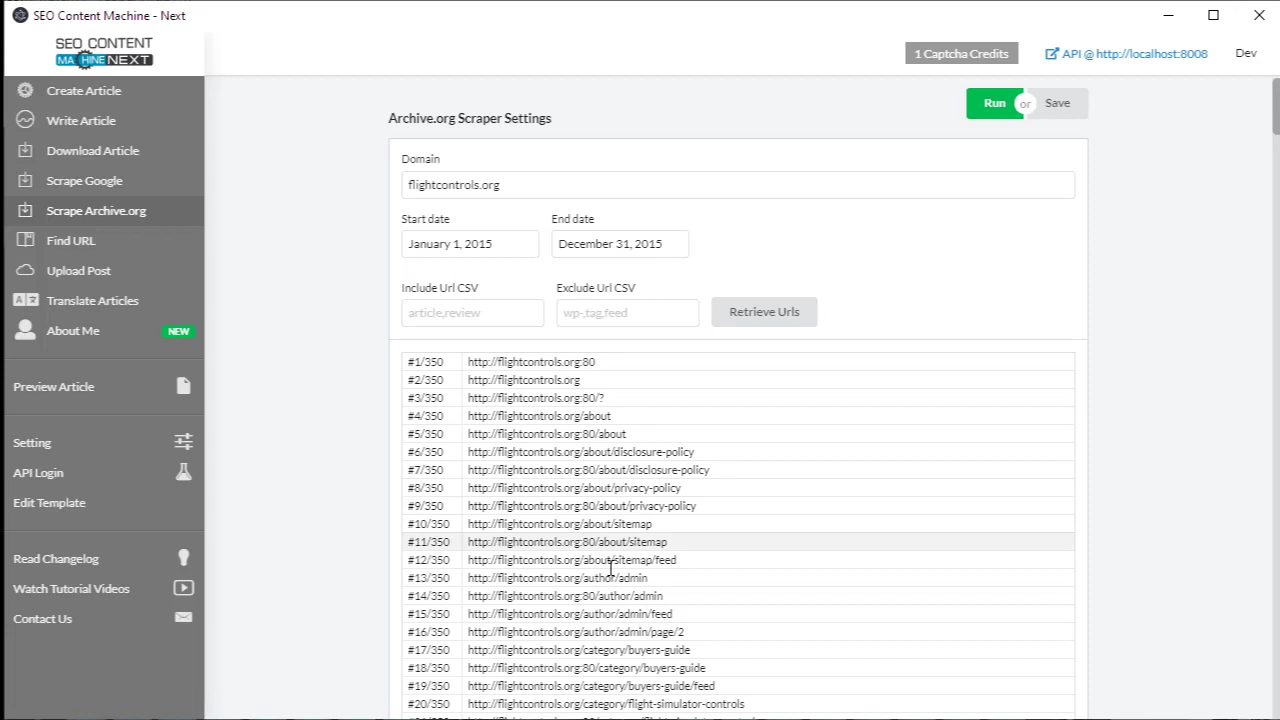 SEO Content Machine - Next
SEO CONTENT
MACHINE NEXT
1 Captcha Credits
API @ http://localhost:8008
Dev
Create Article
Write Article
Download Article
Scrape Google
Scrape Archive.org
Find URL
Upload Post
Translate Articles
About Me NEW
Preview Article
Setting
API Login
Edit Template
Read Changelog
Watch Tutorial Videos
Contact Us
Archive.org Scraper Settings
Run or Save
Domain
flightcontrols.org
Start date End date
January 1, 2015 December 31, 2015
Include Url CSV Exclude Url CSV
article,review wp-,tag,feed Retrieve Urls
#1/350 http://flightcontrols.org:80
#2/350 http://flightcontrols.org
#3/350 http://flightcontrols.org:80/?
#4/350 http://flightcontrols.org/about
#5/350 http://flightcontrols.org:80/about
#6/350 http://flightcontrols.org/about/disclosure-policy
#7/350 http://flightcontrols.org:80/about/disclosure-policy
#8/350 http://flightcontrols.org/about/privacy-policy
#9/350 http://flightcontrols.org:80/about/privacy-policy
#10/350 http://flightcontrols.org/about/sitemap
#11/350 http://flightcontrols.org:80/about/sitemap
#12/350 http://flightcontrols.org/about/sitemap/feed
#13/350 http://flightcontrols.org/author/admin
#14/350 http://flightcontrols.org:80/author/admin
#15/350 http://flightcontrols.org/author/admin/feed
#16/350 http://flightcontrols.org/author/admin/page/2
#17/350 http://flightcontrols.org/category/buyers-guide
#18/350 http://flightcontrols.org:80/category/buyers-guide
#19/350 http://flightcontrols.org/category/buyers-guide/feed
#20/350 http://flightcontrols.org/category/flight-simulator-controls